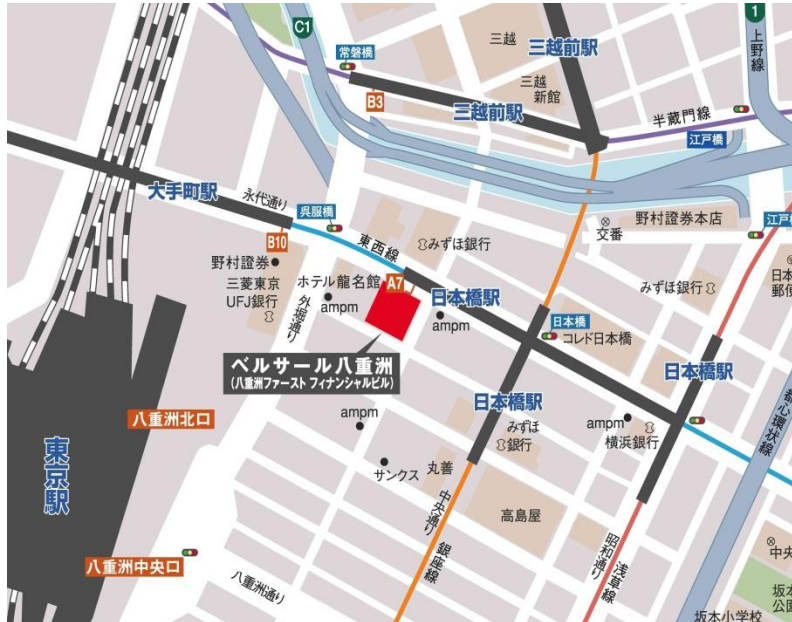 C1
常磐橋
三越
三越前駅
1
上野線
三越
新館
B3
三越前駅
半蔵門線
江戸橋
大手町駅
永代通り
呉服橋
東西線
B10
みずほ銀行
交番
野村證券本店
野村證券
三菱東京
UFJ銀行
ホテル龍名館
ampm
A7
日本橋駅
ampm
みずほ銀行
外堀通り
日本橋
コレド日本橋
ベルサール八重洲
(八重洲ファースト フィナンシャルビル)
日本橋駅
日本橋駅
八重洲北口
ampm
みずほ
銀行
ampm
横浜銀行
都心環状線
東京駅
サンクス
丸善
中央通り
銀座線
高島屋
昭和通り
浅草線
八重洲中央口
八重洲通り
坂本小学校